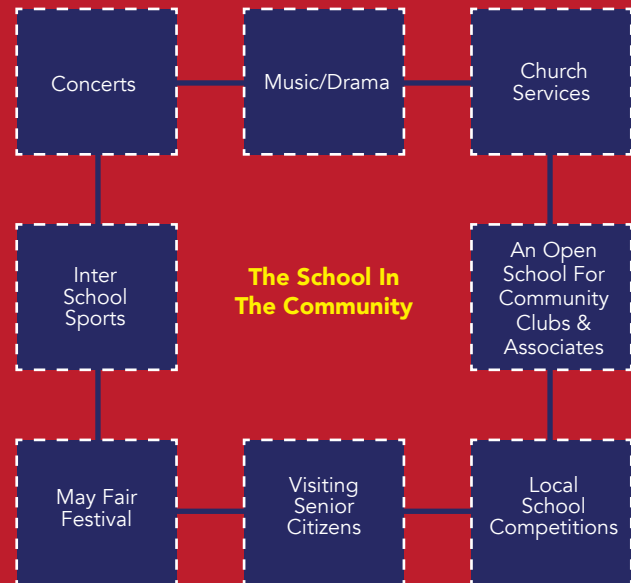 Concerts
Music/Drama
Church
Services
Inter
School
Sports
The School In
The Community
An Open
School For
Community
Clubs &
Associates
May Fair
Festival
Visiting
Senior
Citizens
Local
School
Competitions